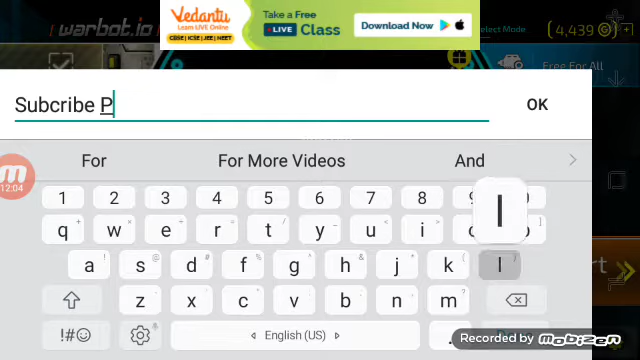 warbot.io
Vedantu
Learn LIVE Online
CBSE | ICSE | JEE | NEET
Take a Free
LIVE Class
Download Now
Select Mode
4,439
Free For All
Subcribe P
OK
12:04
For For More Videos And
1 2 3 4 5 6 7 8 9 0
q w e r t y u i o
l
a s d f g h j k l
z x c v b n m
!#
English (US)
Recorded by MOBIZEN